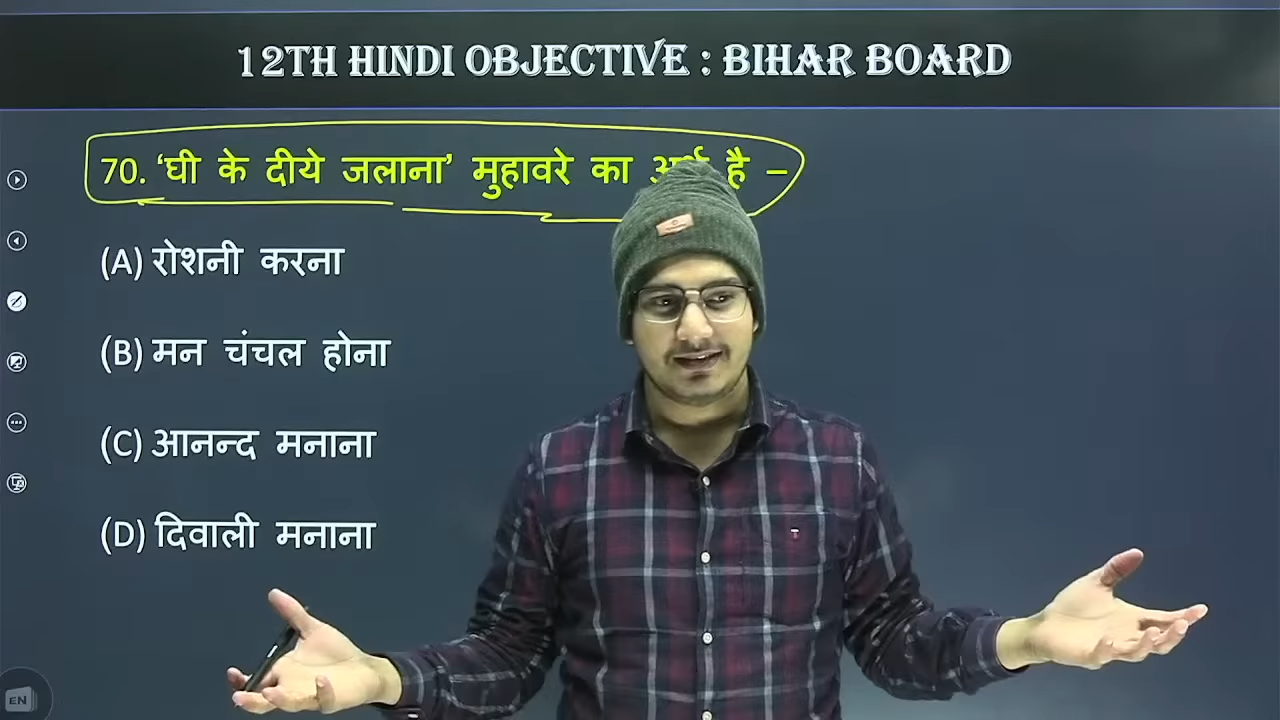 12TH HINDI OBJECTIVE : BIHAR BOARD
70. ‘घी के दीये जलाना’ मुहावरे का है –
(A) रोशनी करना
(B) मन चंचल होना
(C) आनन्द मनाना
(D) दिवाली मनाना
EN